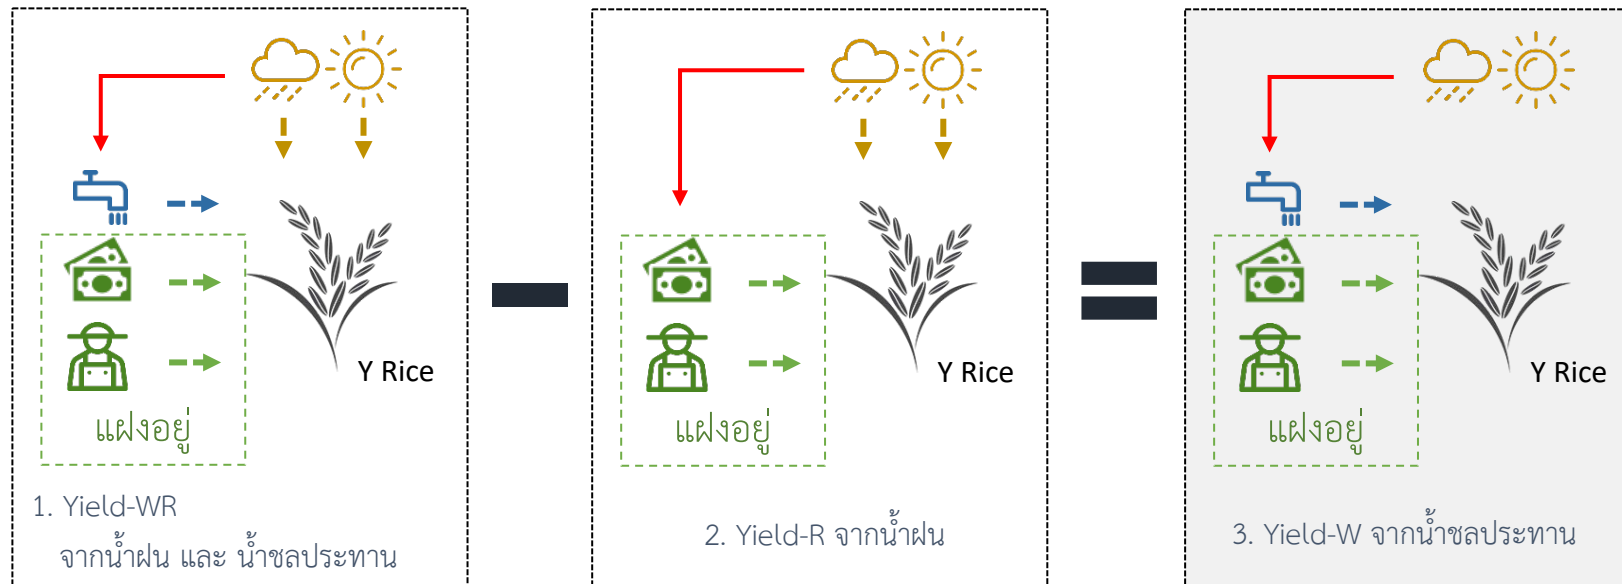 Y Rice
แฝงอยู่
1. Yield-WR
จากน้ำฝน และ น้ำชลประทาน
Y Rice
แฝงอยู่
2. Yield-R จากน้ำฝน
Y Rice
แฝงอยู่
3. Yield-W จากน้ำชลประทาน